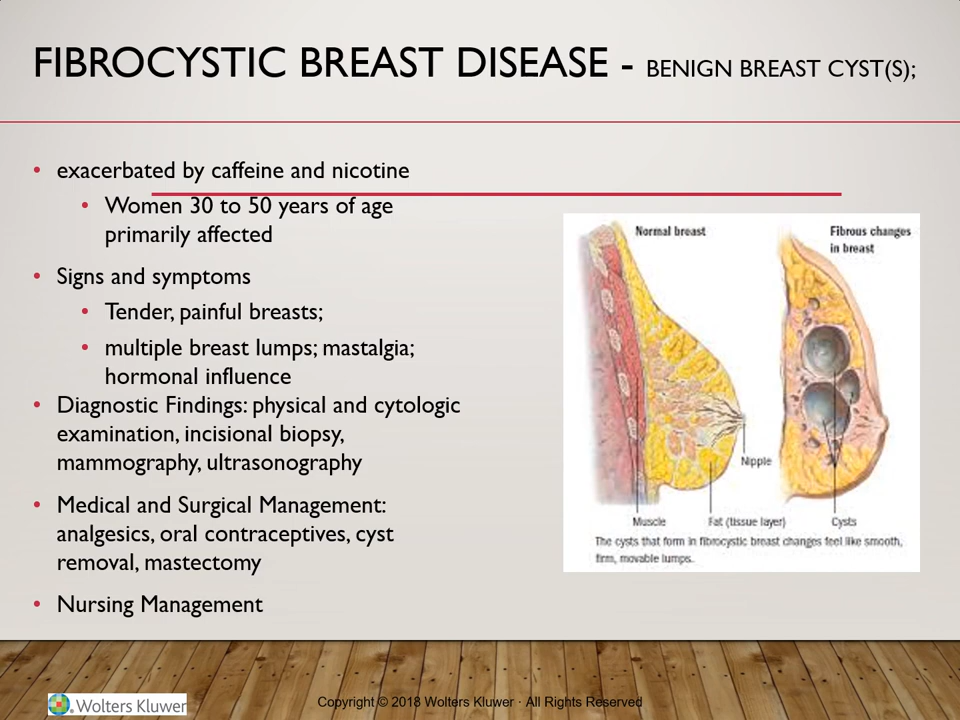 FIBROCYSTIC BREAST DISEASE - BENIGN BREAST CYST(S);
• exacerbated by caffeine and nicotine
• Women 30 to 50 years of age
primarily affected
• Signs and symptoms
• Tender, painful breasts;
• multiple breast lumps; mastalgia;
hormonal influence
• Diagnostic Findings: physical and cytologic
examination, incisional biopsy,
mammography, ultrasonography
• Medical and Surgical Management:
analgesics, oral contraceptives, cyst
removal, mastectomy
• Nursing Management
Normal breast
Fibrous changes
in breast
Nipple
Muscle
Fat (tissue layer)
Cysts
The cysts that form in fibrocystic breast changes feel like smooth,
firm, movable lumps.
Wolters Kluwer
Copyright © 2018 Wolters Kluwer · All Rights Reserved